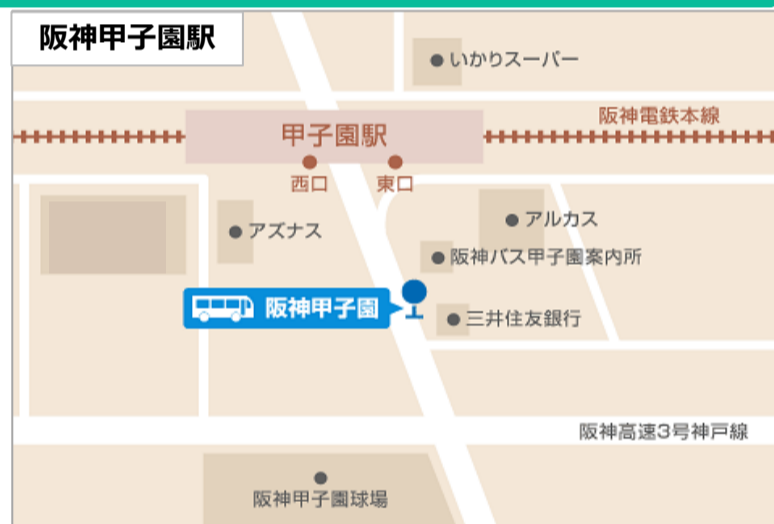 阪神甲子園駅
いかりスーパー
阪神電鉄本線
甲子園駅
西口
東口
アズナス
アルカス
阪神バス甲子園案内所
阪神甲子園
三井住友銀行
阪神高速3号神戸線
阪神甲子園球場